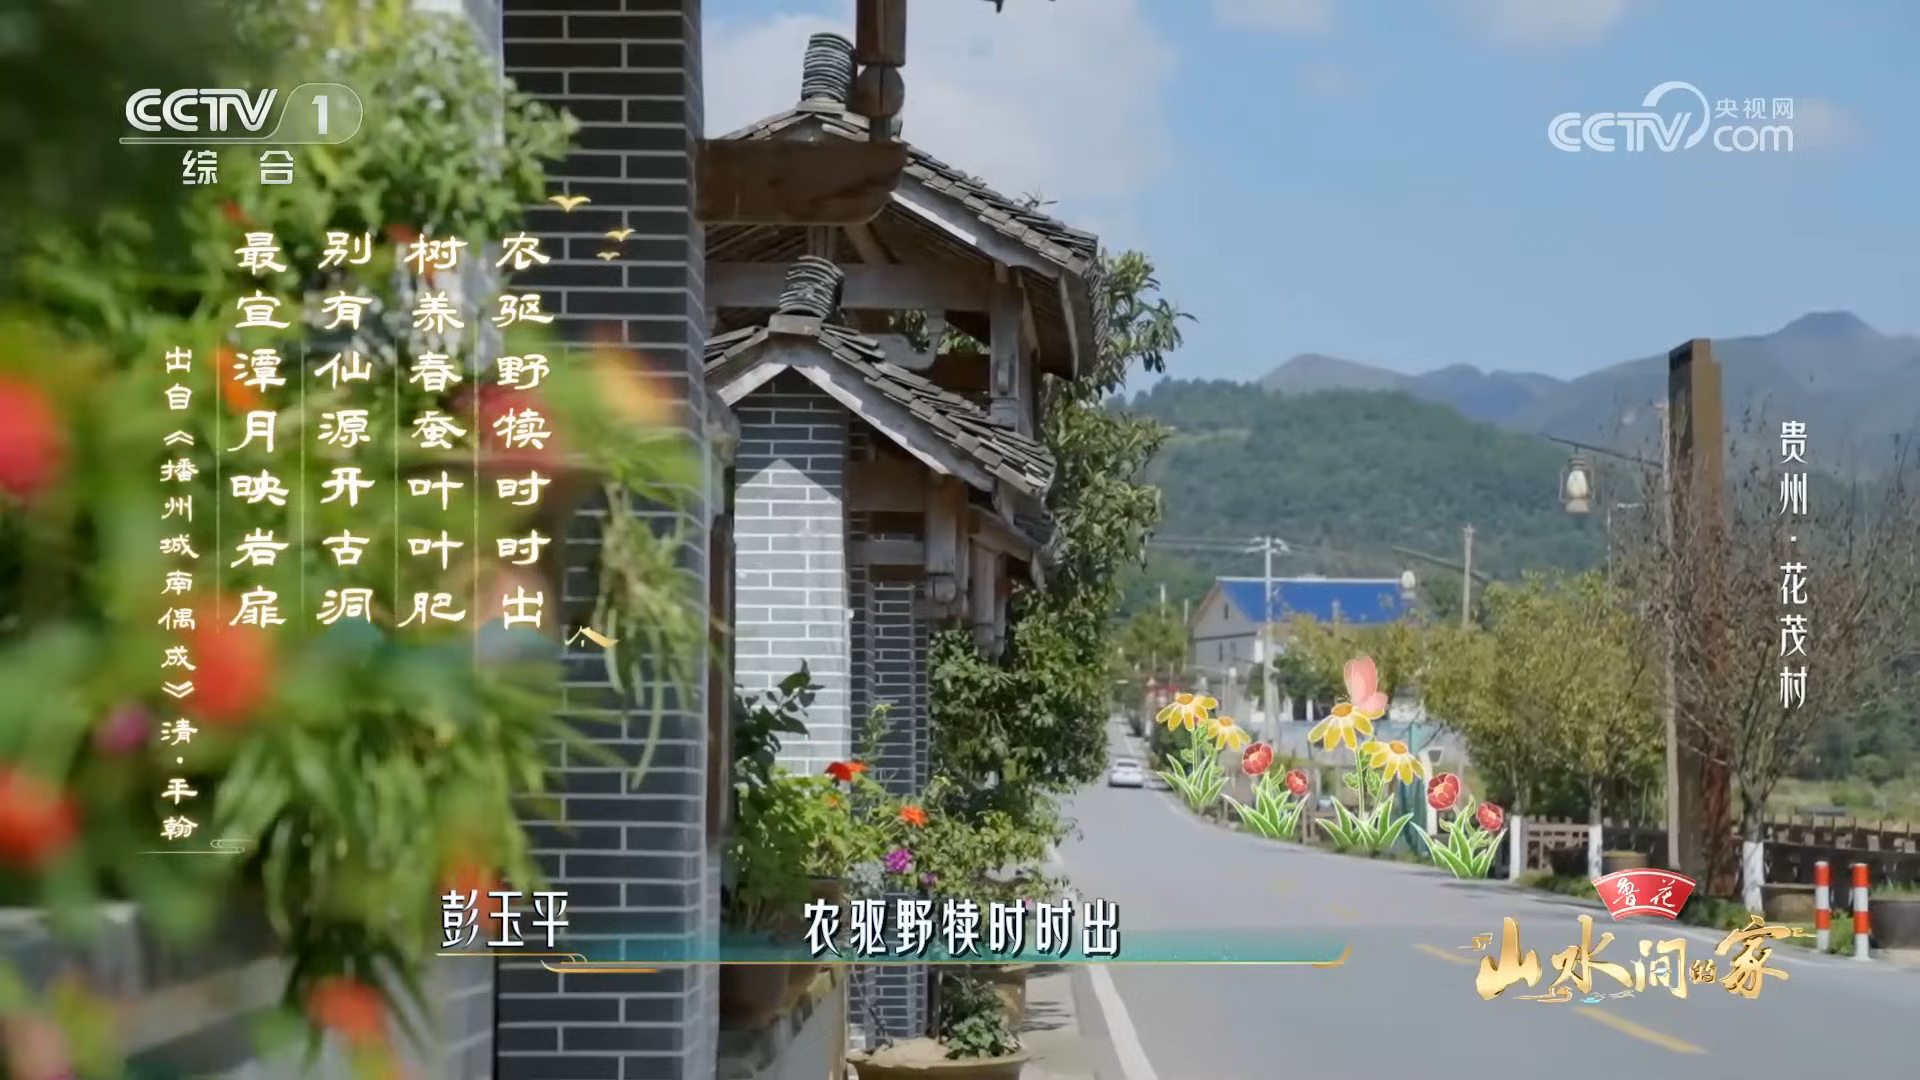 CCTV 1
综合
CCTV 央视网
com
农驱野犊时时出
树养春蚕叶叶肥
别有仙源开古洞
最宜潭月映岩扉
出自《播州城南偶成》清·平翰
贵州·花茂村
彭玉平
农驱野犊时时出
鲁花
山水间的家